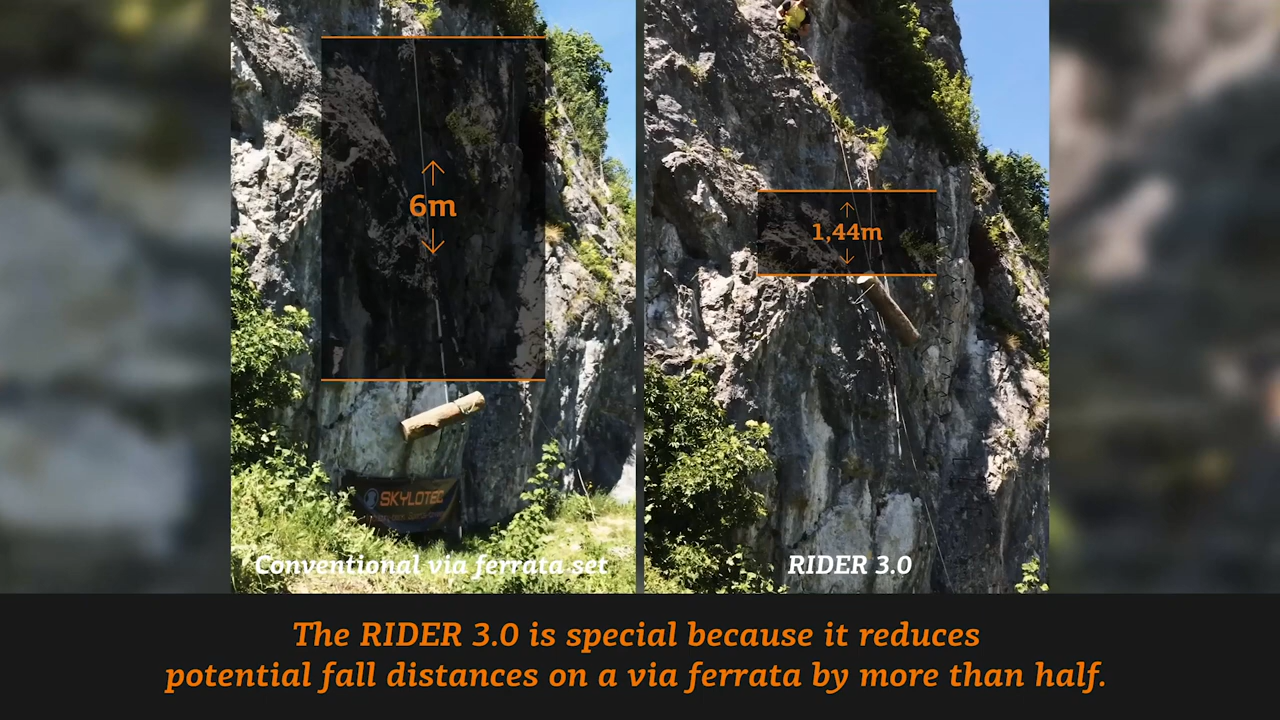 6m
1,44m
SKYLOTEC
Conventional via ferrata set
RIDER 3.0
The RIDER 3.0 is special because it reduces
potential fall distances on a via ferrata by more than half.